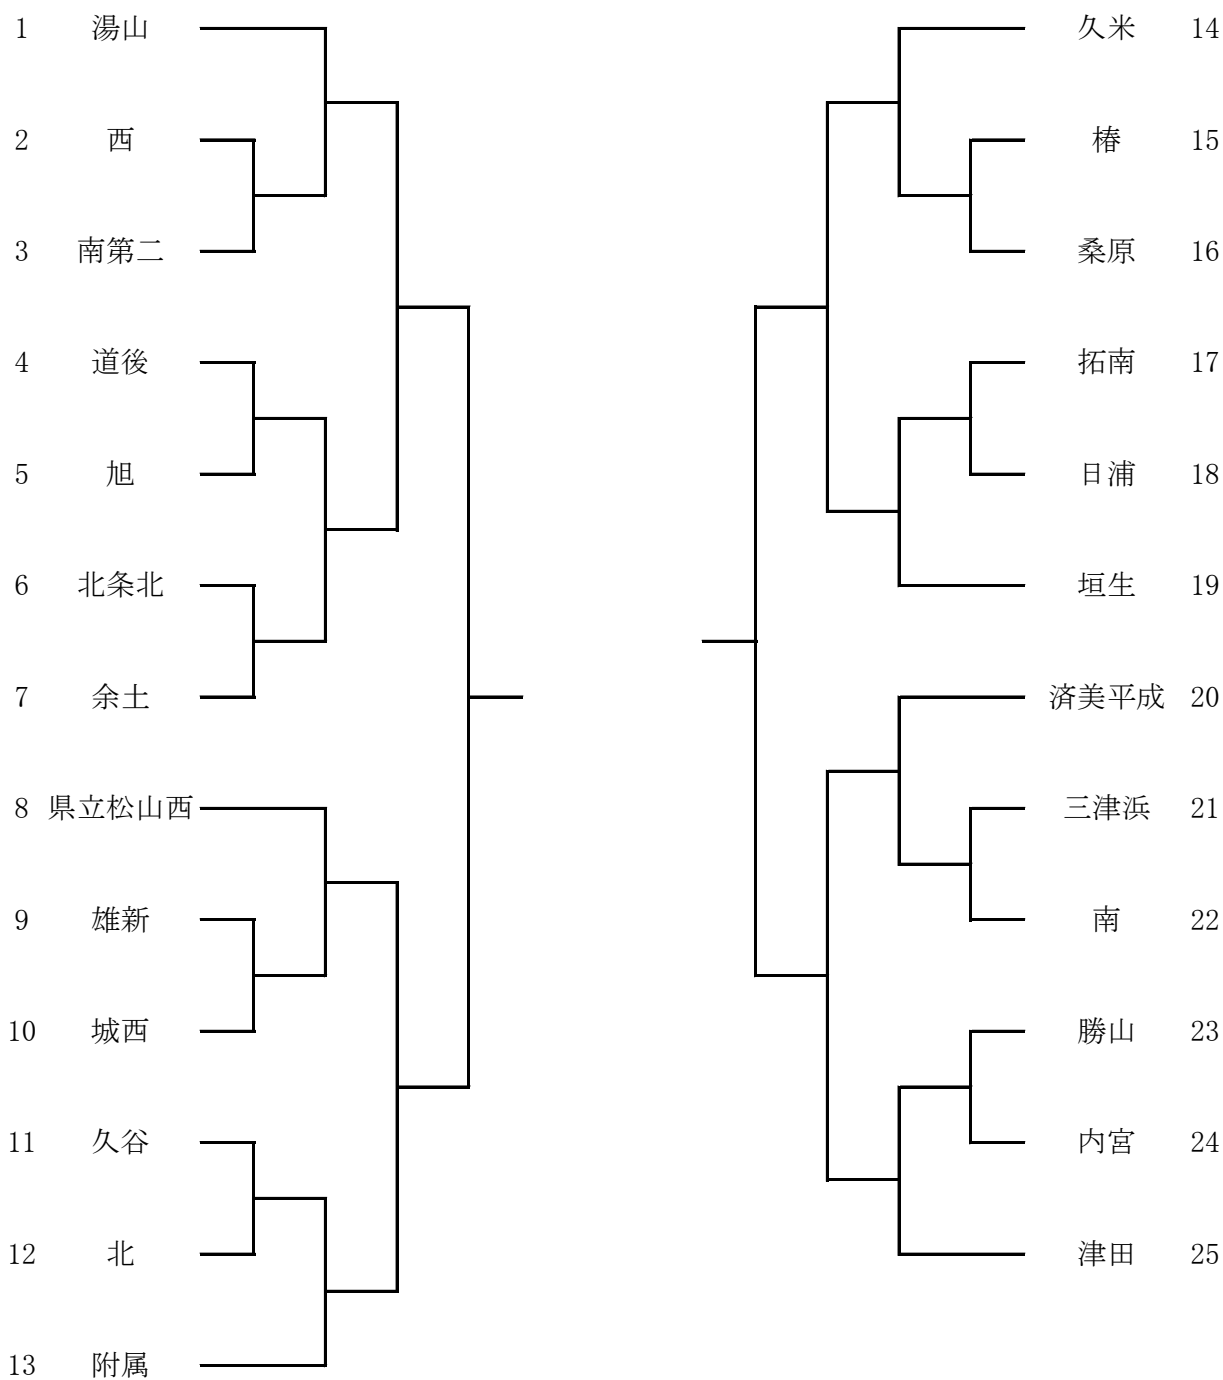 1 湯山
2 西
3 南第二
4 道後
5 旭
6 北条北
7 余土
8 県立松山西
9 雄新
10 城西
11 久谷
12 北
13 附属
久米 14
椿 15
桑原 16
拓南 17
日浦 18
垣生 19
済美平成 20
三津浜 21
南 22
勝山 23
内宮 24
津田 25